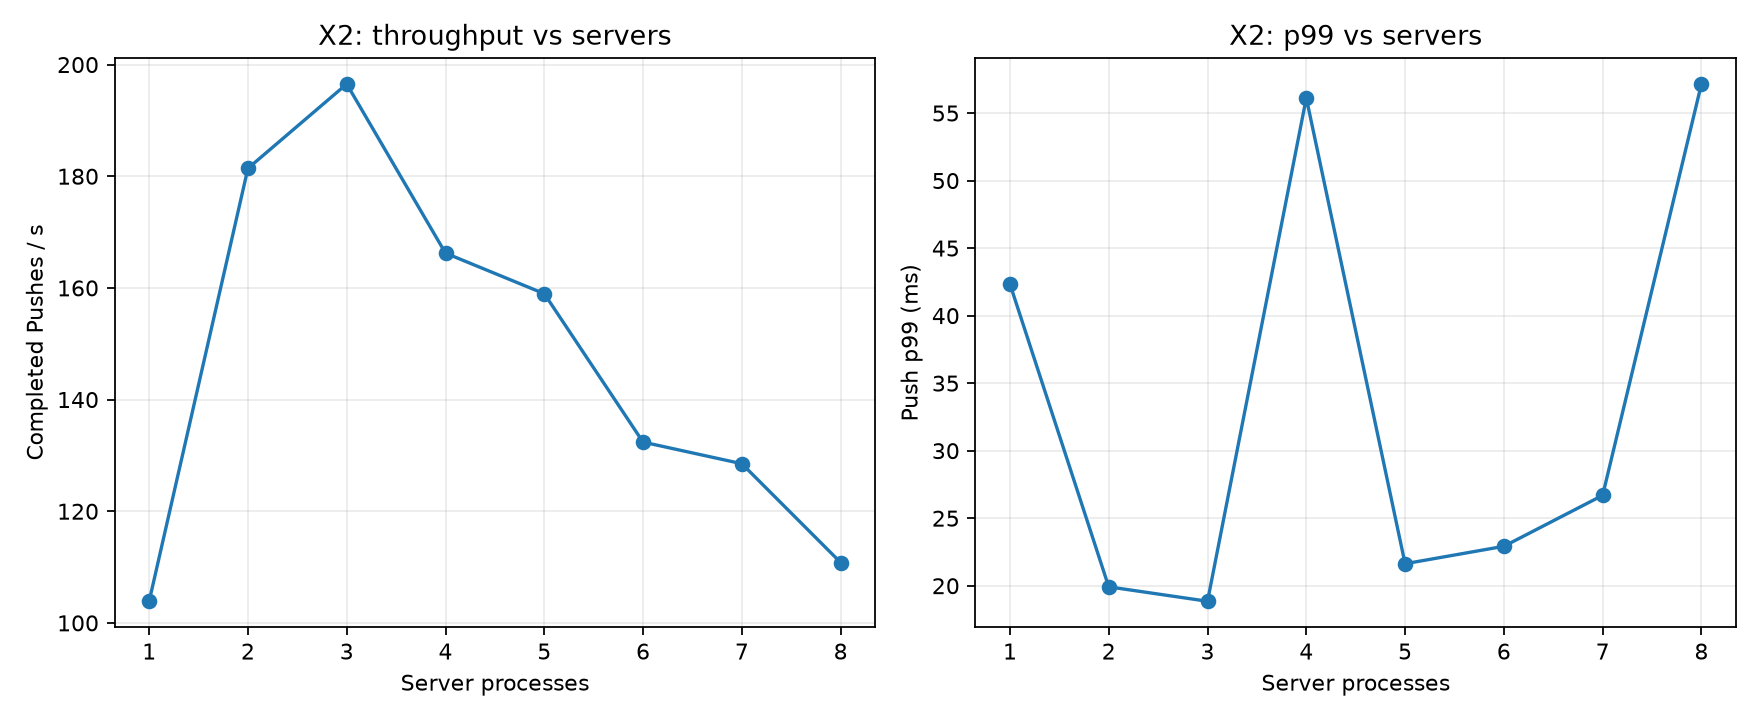 X2: throughput vs servers
200
180
160
140
120
100
Completed Pushes / s
1 2 3 4 5 6 7 8
Server processes
X2: p99 vs servers
55
50
45
40
35
30
25
20
Push p99 (ms)
1 2 3 4 5 6 7 8
Server processes